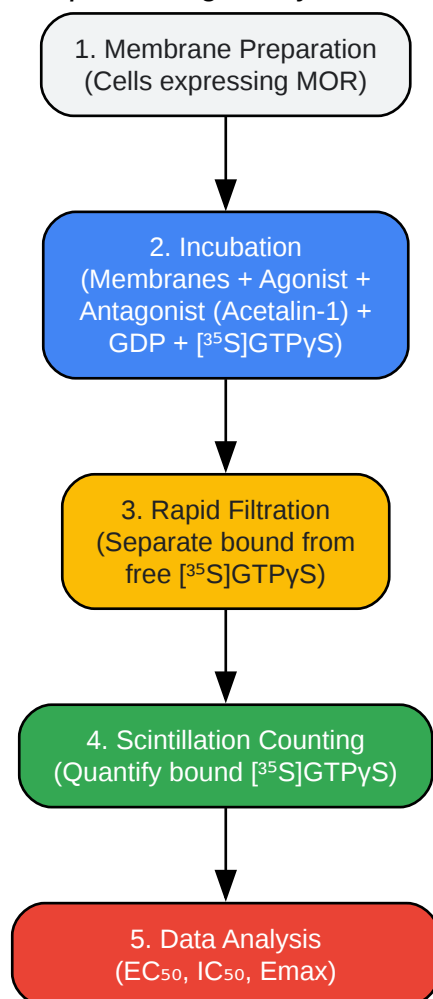 1. Membrane Preparation
(Cells expressing MOR)
2. Incubation
(Membranes + Agonist +
Antagonist (Acetalin-1) +
GDP + [³⁵S]GTPγS)
3. Rapid Filtration
(Separate bound from
free [³⁵S]GTPγS)
4. Scintillation Counting
(Quantify bound [³⁵S]GTPγS)
5. Data Analysis
(EC₅₀, IC₅₀, Emax)